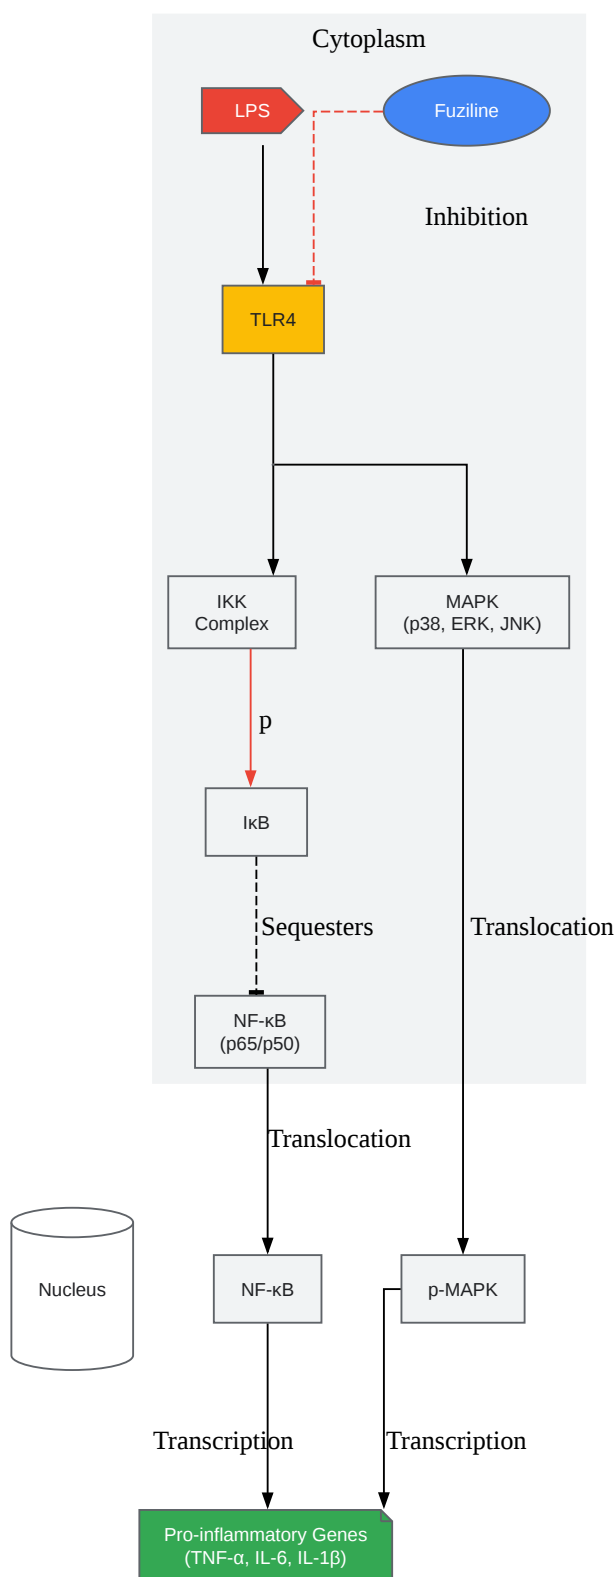 Cytoplasm
LPS
Fuziline
Inhibition
TLR4
IKK
Complex
MAPK
(p38, ERK, JNK)
p
IκB
Sequesters
Translocation
NF-κB
(p65/p50)
Translocation
Nucleus
NF-κB
p-MAPK
Transcription
Transcription
Pro-inflammatory Genes
(TNF-α, IL-6, IL-1β)